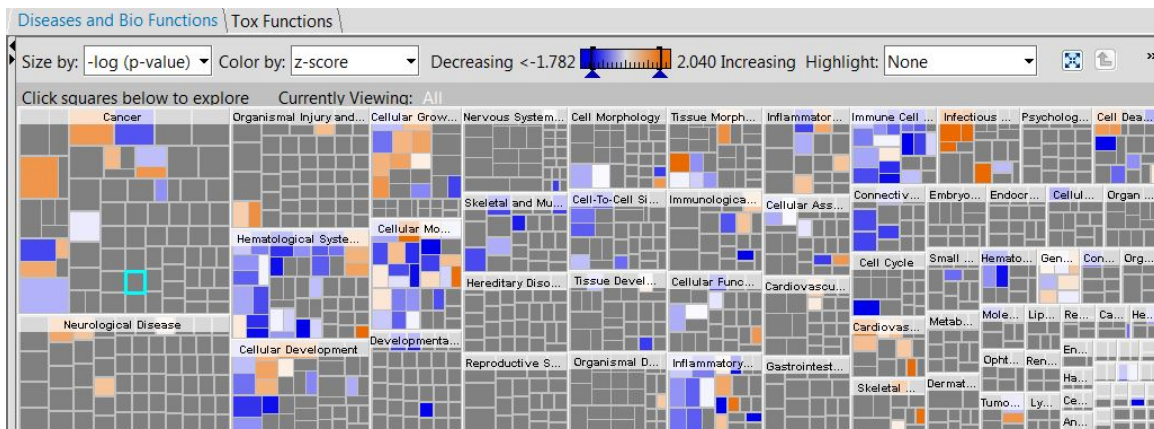 Diseases and Bio Functions Tox Functions
Size by: -log (p-value) Color by: z-score Decreasing <-1.782 2.040 Increasing Highlight: None »
Click squares below to explore Currently Viewing: All
Cancer Organismal Injury and... Cellular Grow... Nervous System... Cell Morphology Tissue Morph... Inflammator... Immune Cell ... Infectious ... Psycholog... Cell Dea...
Skeletal and Mu... Cell-To-Cell Si... Immunologica... Cellular Ass... Connectiv... Embryo... Endocr... Cellul... Organ ...
Hematological Syste... Cellular Mo...
Hereditary Diso... Tissue Devel... Cellular Func... Cardiovascu... Cell Cycle Small ... Hemato... Gen... Con... Org...
Neurological Disease Cardiovas... Metab... Mole... Lip... Re... Ca... He...
Cellular Development Developmenta...
Reproductive S... Organismal D... Inflammatory... Gastrointest... Opht... Ren... En...
Skeletal ... Dermat... Ha...
Tumo... Ly... Ce...
An...